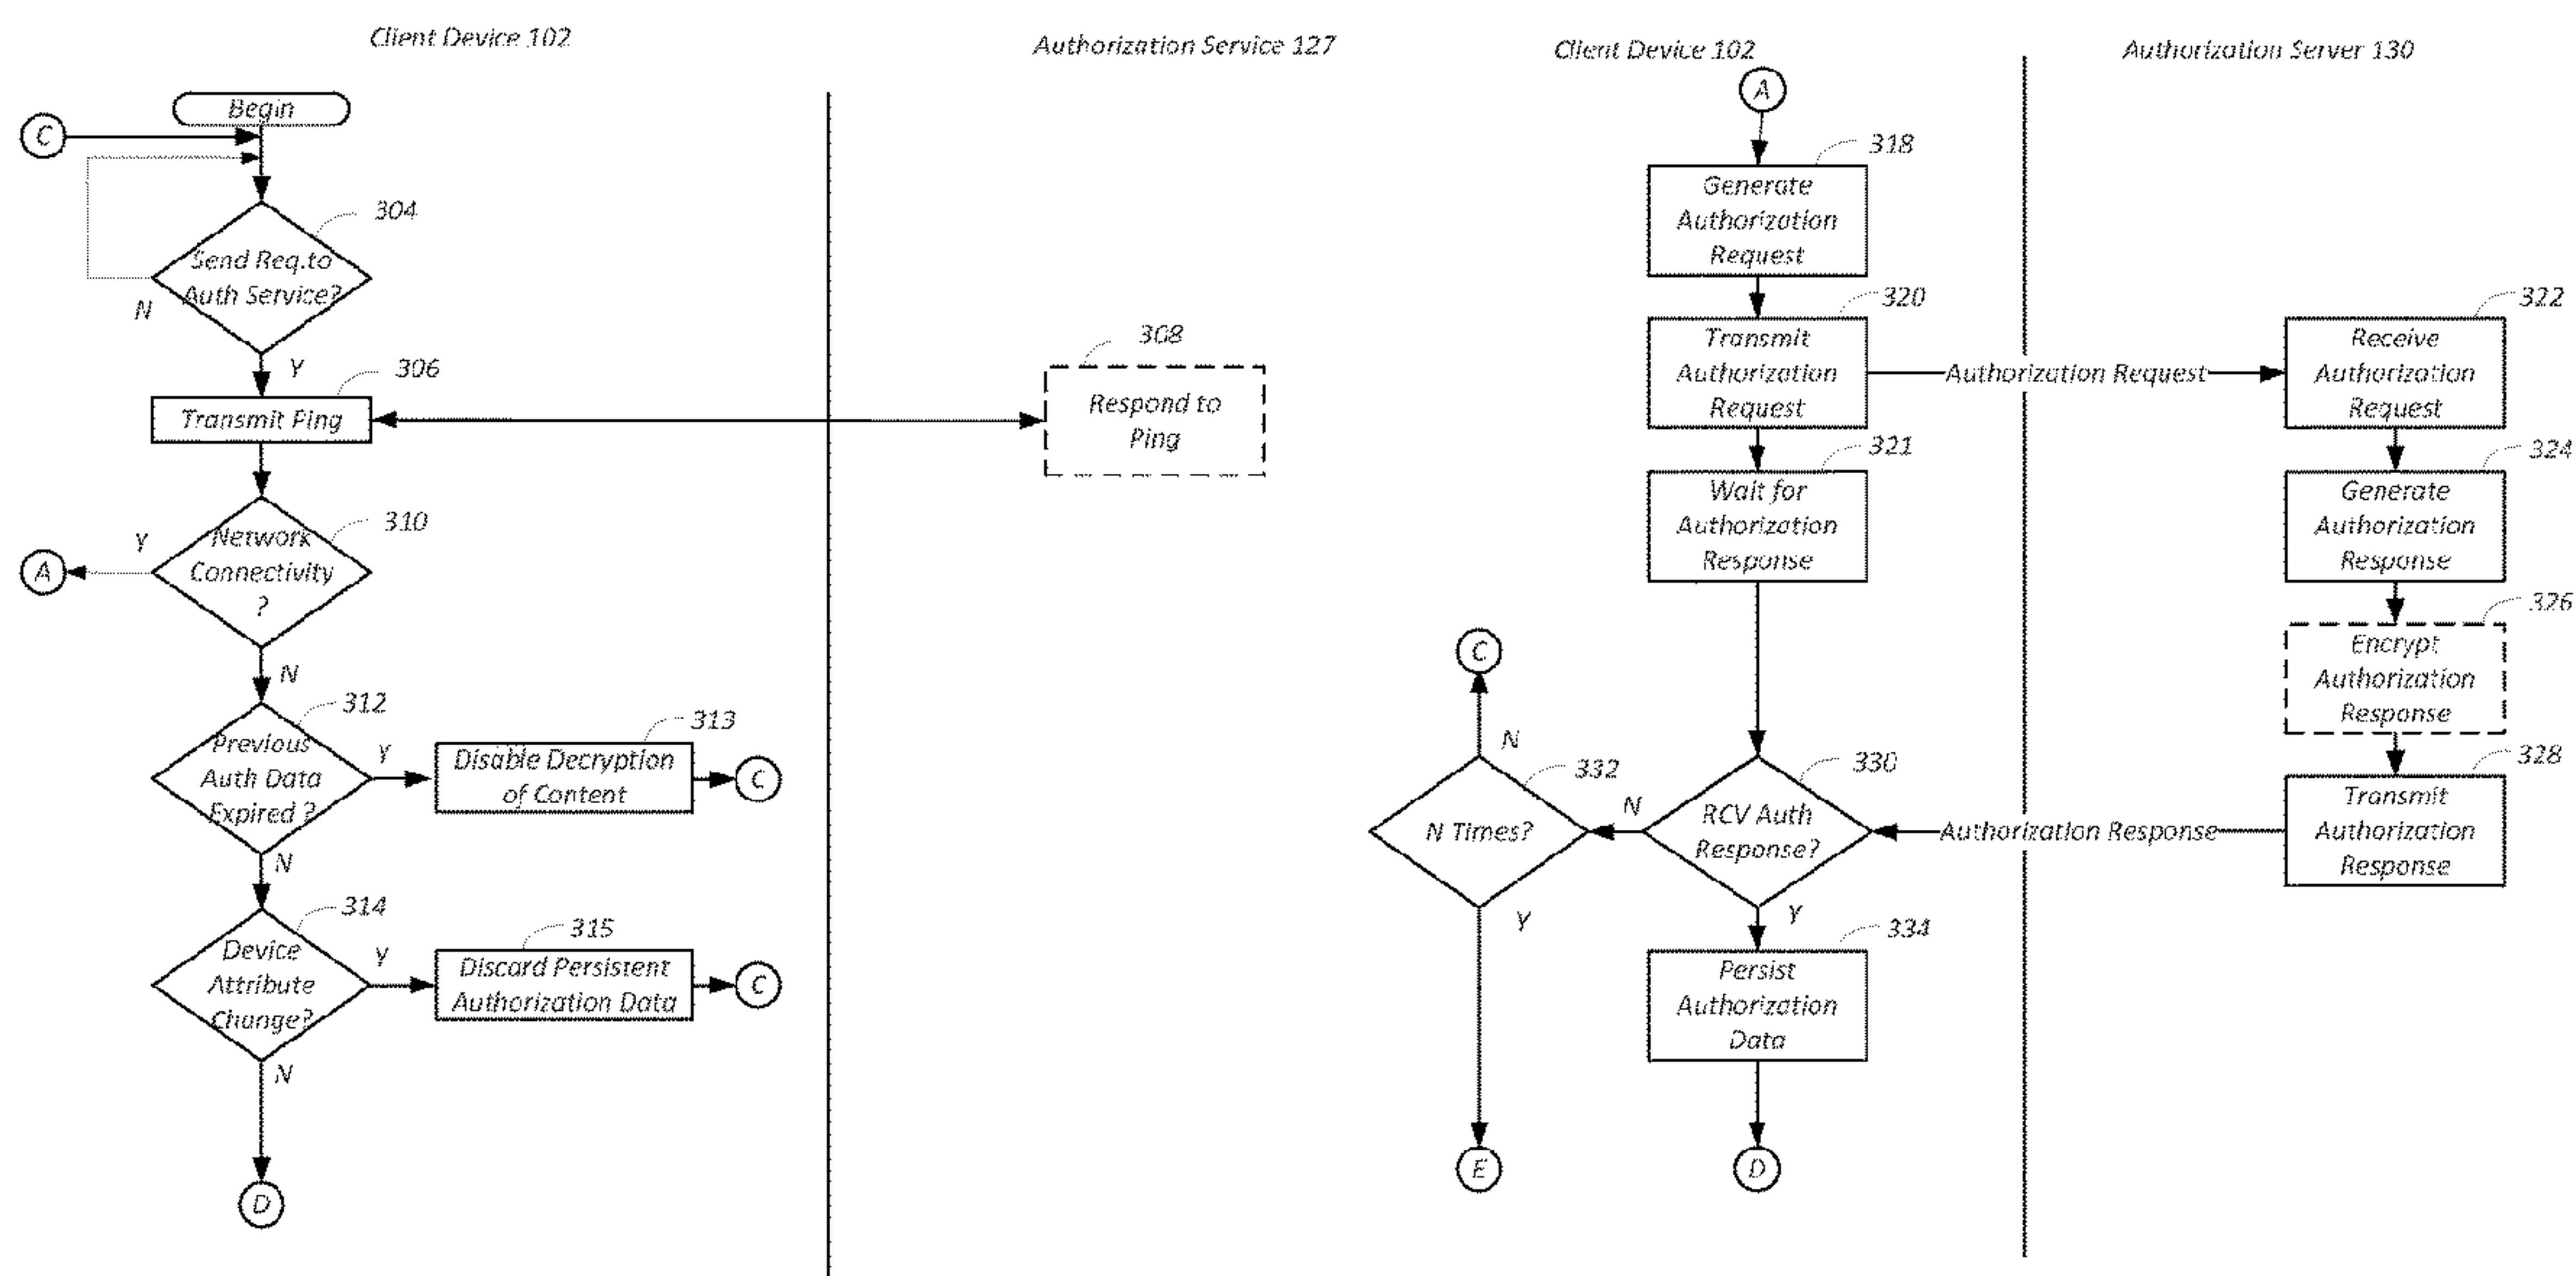 Client Device 102
Authorization Service 127
Begin
C
304
Send Req.to
Auth Service?
N
Y
306
Transmit Ping
308
Respond to
Ping
310
Network
Connectivity
?
Y
A
N
312
Previous
Auth Data
Expired ?
Y
313
Disable Decryption
of Content
C
N
314
Device
Attribute
Change?
Y
315
Discard Persistent
Authorization Data
C
N
D
Client Device 102
Authorization Server 130
A
318
Generate
Authorization
Request
320
Transmit
Authorization
Request
Authorization Request
322
Receive
Authorization
Request
321
Wait for
Authorization
Response
324
Generate
Authorization
Response
326
Encrypt
Authorization
Response
328
Transmit
Authorization
Response
Authorization Response
330
RCV Auth
Response?
N
332
N Times?
N
C
Y
E
Y
334
Persist
Authorization
Data
D